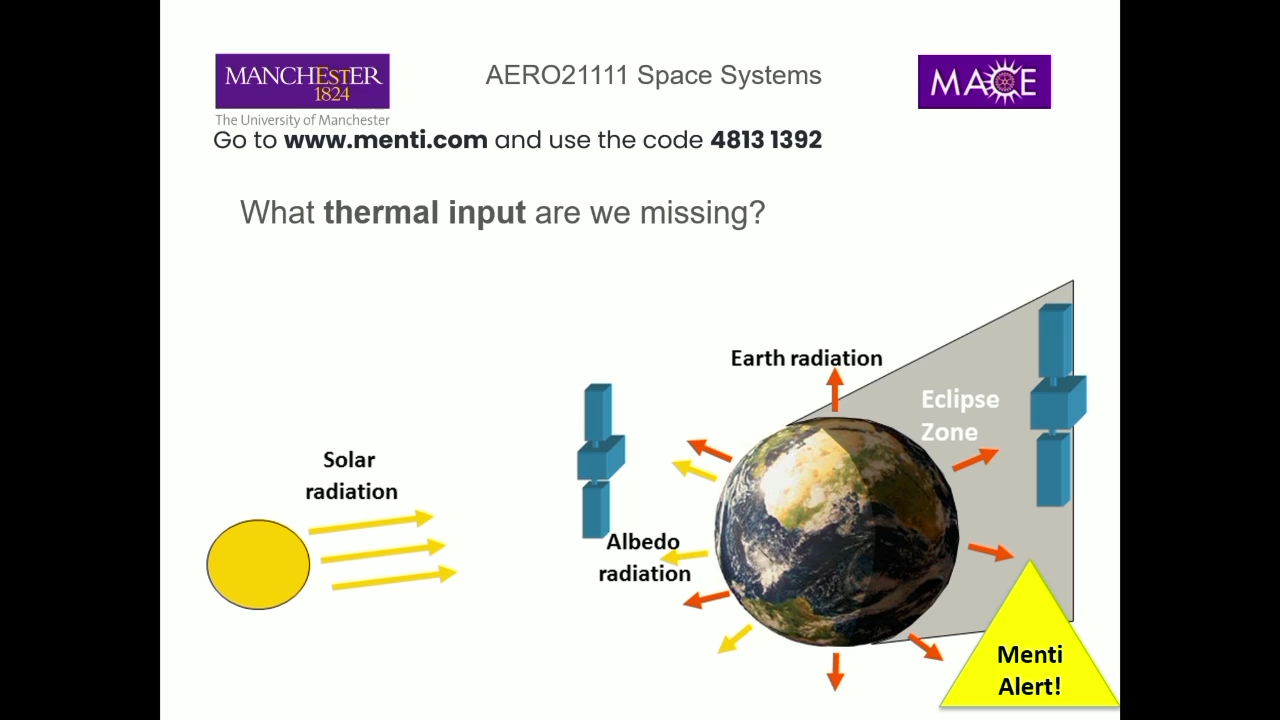 MANCHESTER
1824
The University of Manchester
AERO21111 Space Systems
MACE
Go to www.menti.com and use the code 4813 1392
What thermal input are we missing?
Earth radiation
Eclipse
Zone
Solar
radiation
Albedo
radiation
Menti
Alert!